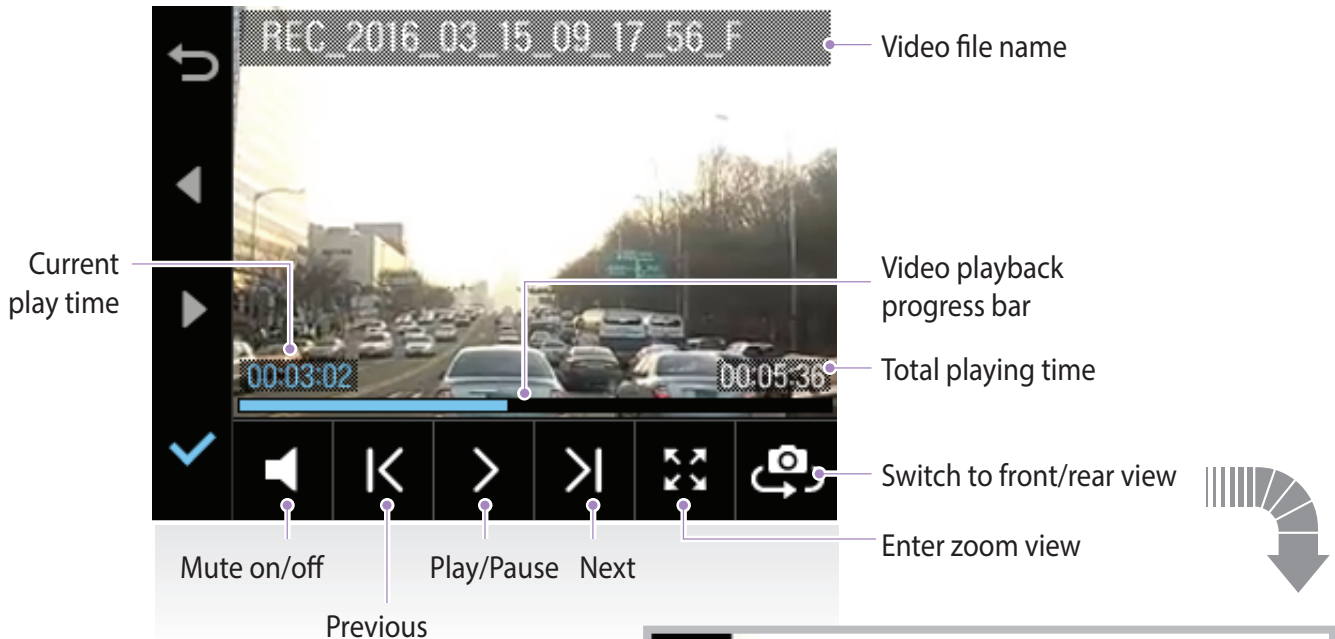 REC_2016_03_15_09_17_56_F
Video file name
Current
play time
Video playback
progress bar
00:03:02
00:05:36
Total playing time
Switch to front/rear view
Enter zoom view
Mute on/off
Play/Pause
Next
Previous